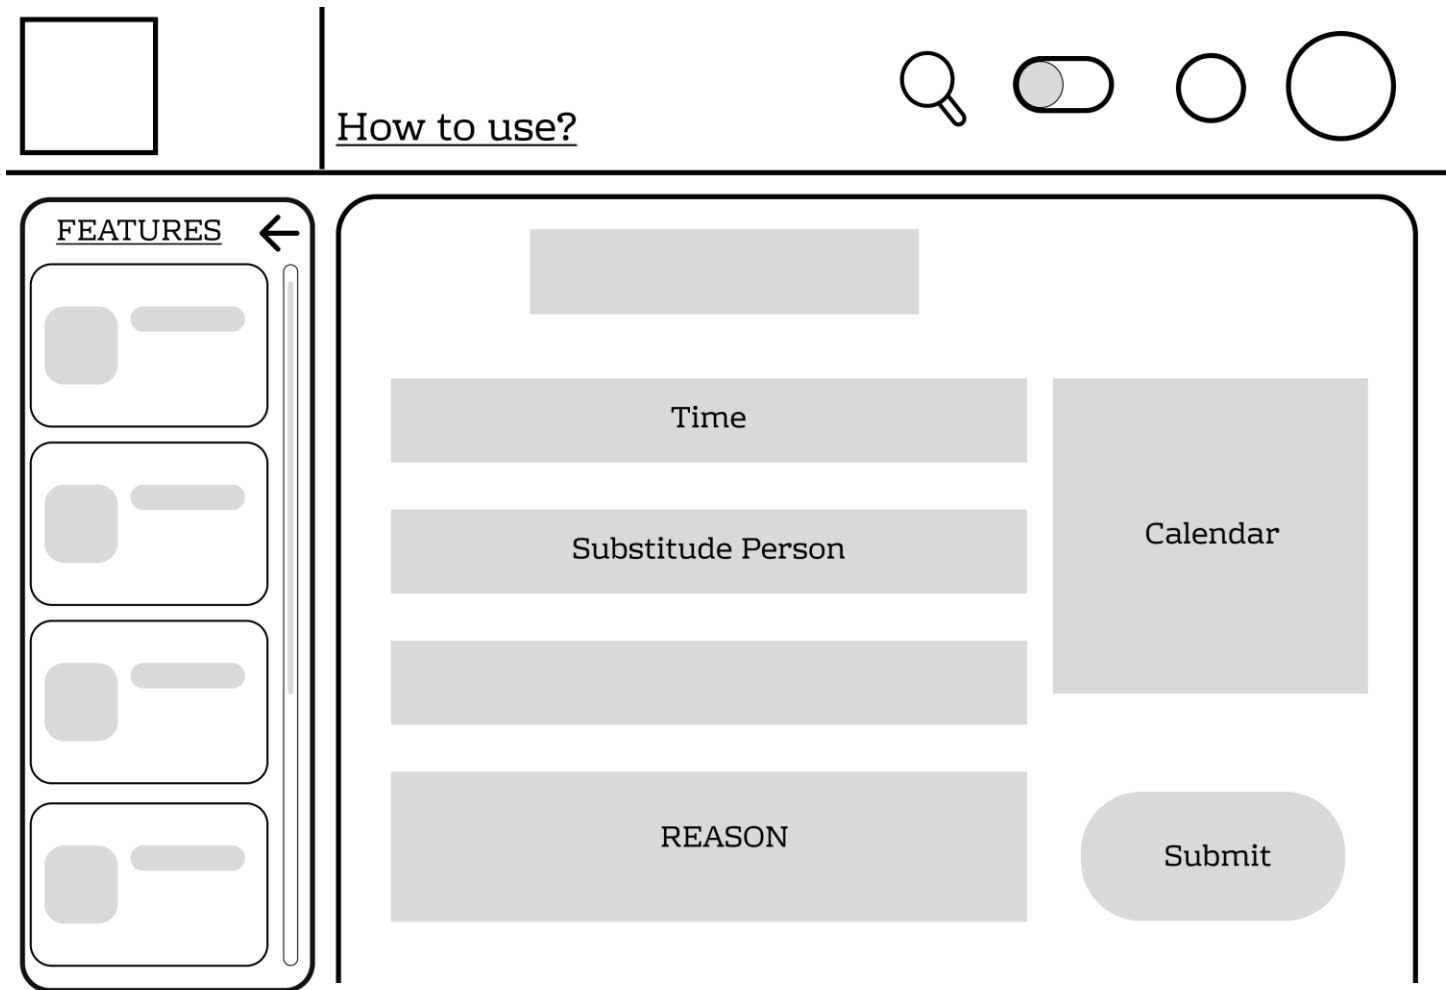 How to use?
FEATURES
Time
Substitude Person
Calendar
REASON
Submit